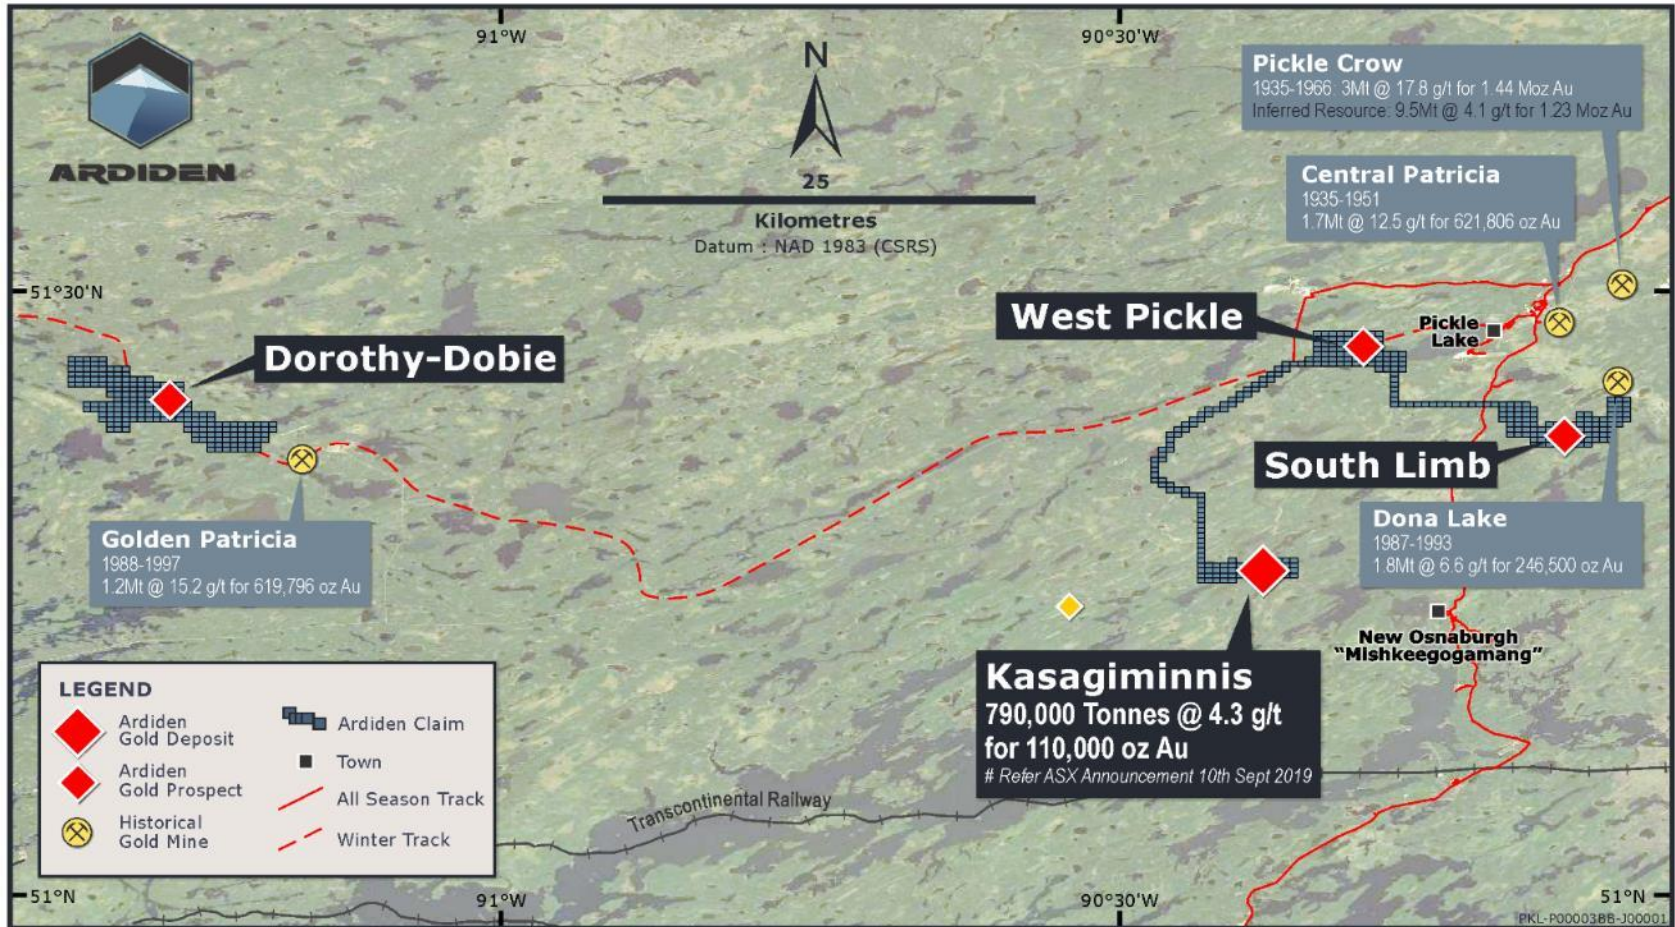 91°W
90°30'W
ARDIDEN
N
25
Kilometres
Datum : NAD 1983 (CSRS)
Pickle Crow
1935-1966: 3Mt @ 17.8 g/t for 1.44 Moz Au
Inferred Resource: 9.5Mt @ 4.1 g/t for 1.23 Moz Au
Central Patricia
1935-1951
1.7Mt @ 12.5 g/t for 621,806 oz Au
51°30'N
West Pickle
Pickle
Lake
Dorothy-Dobie
South Limb
Golden Patricia
1988-1997
1.2Mt @ 15.2 g/t for 619,796 oz Au
Dona Lake
1987-1993
1.8Mt @ 6.6 g/t for 246,500 oz Au
New Osnaburgh
"Mishkeegogamang"
Kasagiminnis
790,000 Tonnes @ 4.3 g/t
for 110,000 oz Au
# Refer ASX Announcement 10th Sept 2019
LEGEND
Ardiden
Gold Deposit
Ardiden
Gold Prospect
Historical
Gold Mine
Ardiden Claim
Town
All Season Track
Winter Track
Transcontinental Railway
51°N
91°W
90°30'W
51°N
PKL-P00003BB-J00001